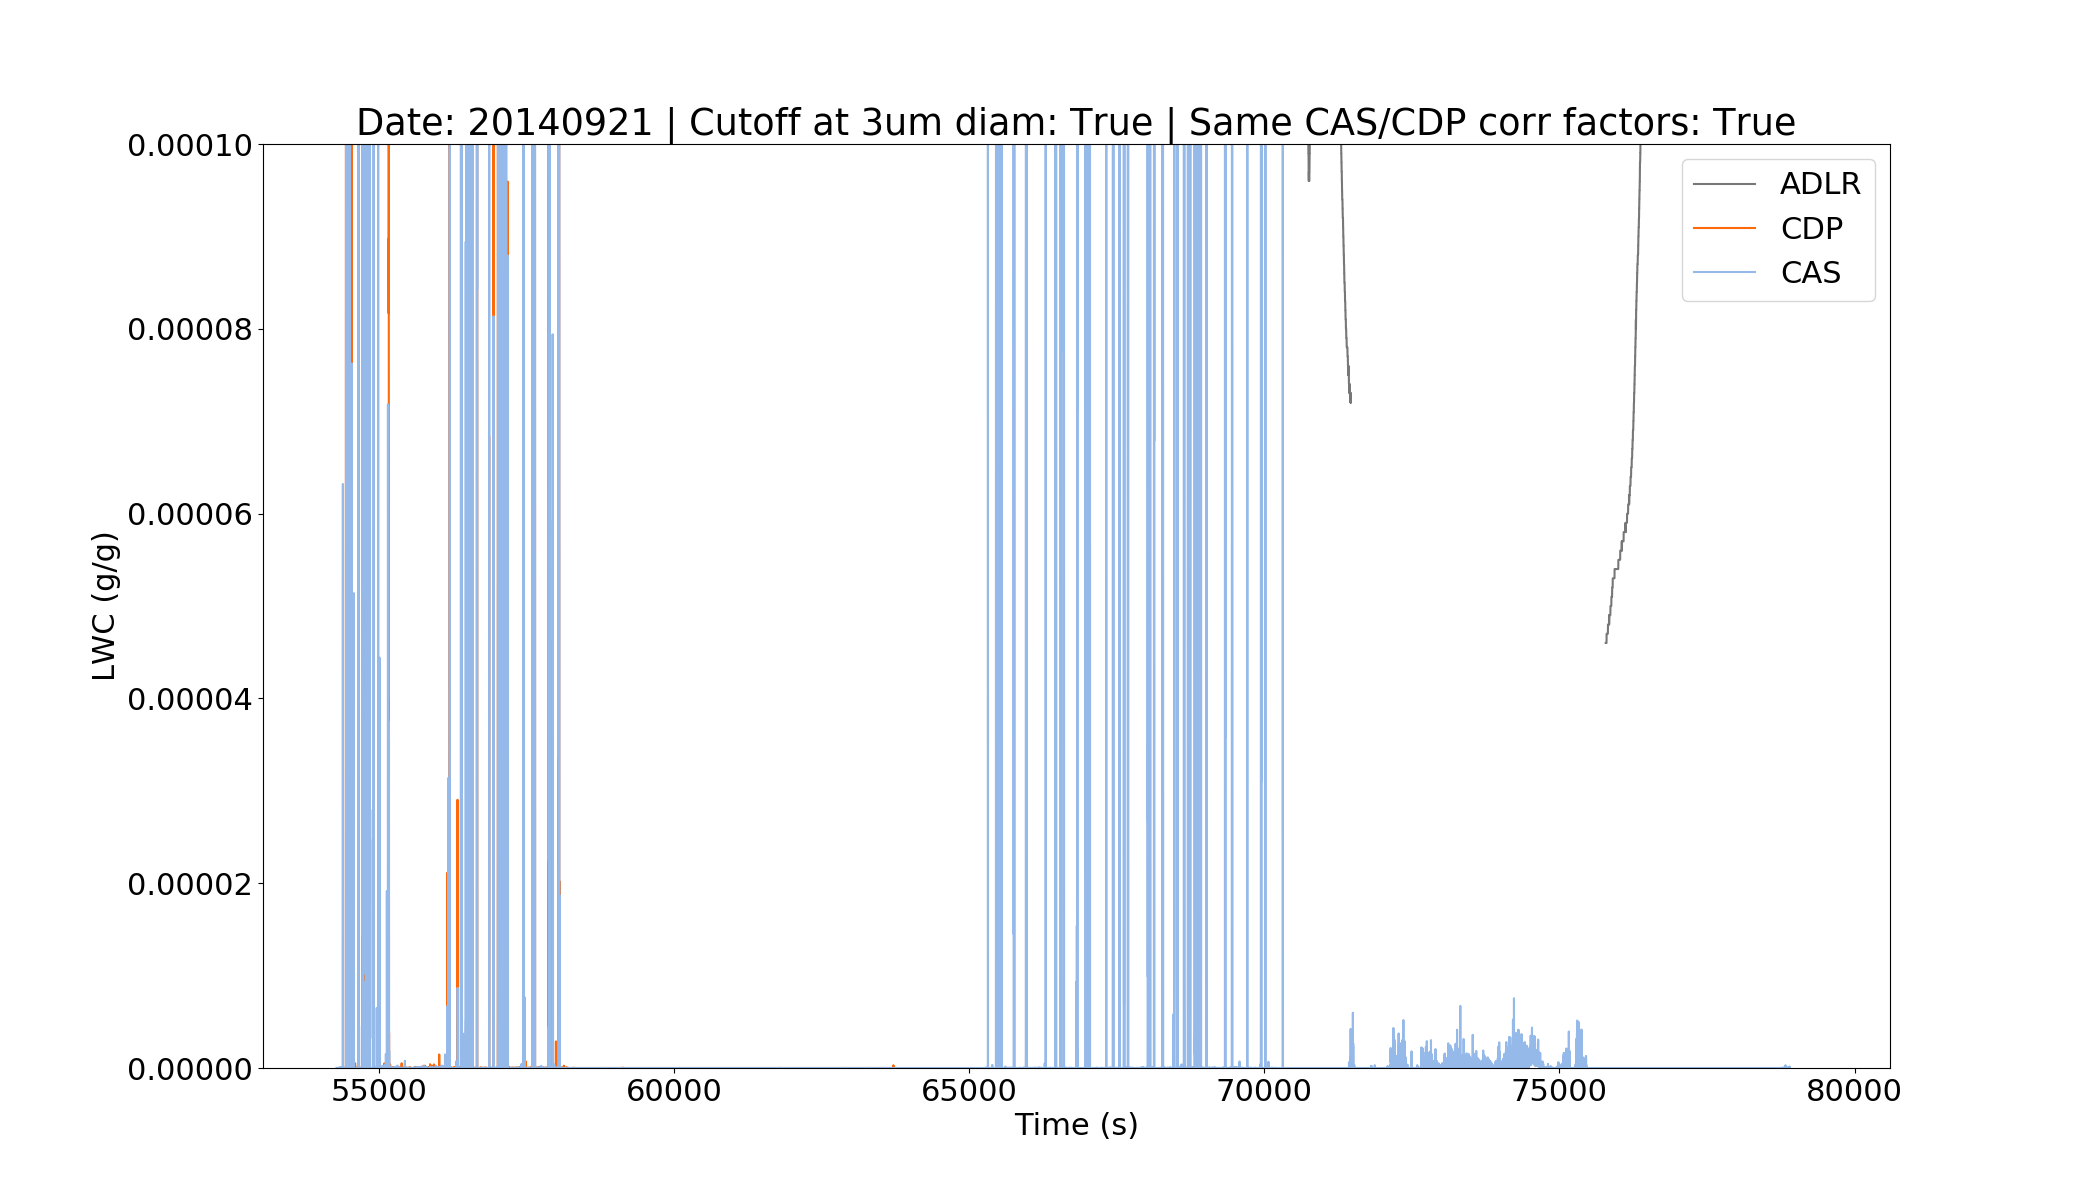 Date: 20140921 | Cutoff at 3um diam: True | Same CAS/CDP corr factors: True
0.00010
0.00008
0.00006
0.00004
0.00002
0.00000
LWC (g/g)
ADLR
CDP
CAS
55000 60000 65000 70000 75000 80000
Time (s)